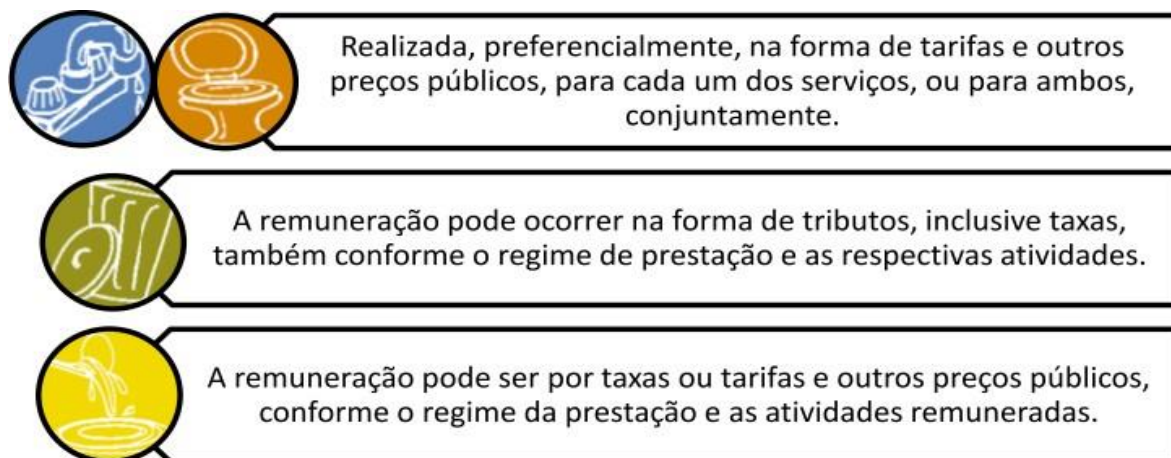 Realizada, preferencialmente, na forma de tarifas e outros
preços públicos, para cada um dos serviços, ou para ambos,
conjuntamente.
A remuneração pode ocorrer na forma de tributos, inclusive taxas,
também conforme o regime de prestação e as respectivas atividades.
A remuneração pode ser por taxas ou tarifas e outros preços públicos,
conforme o regime da prestação e as atividades remuneradas.